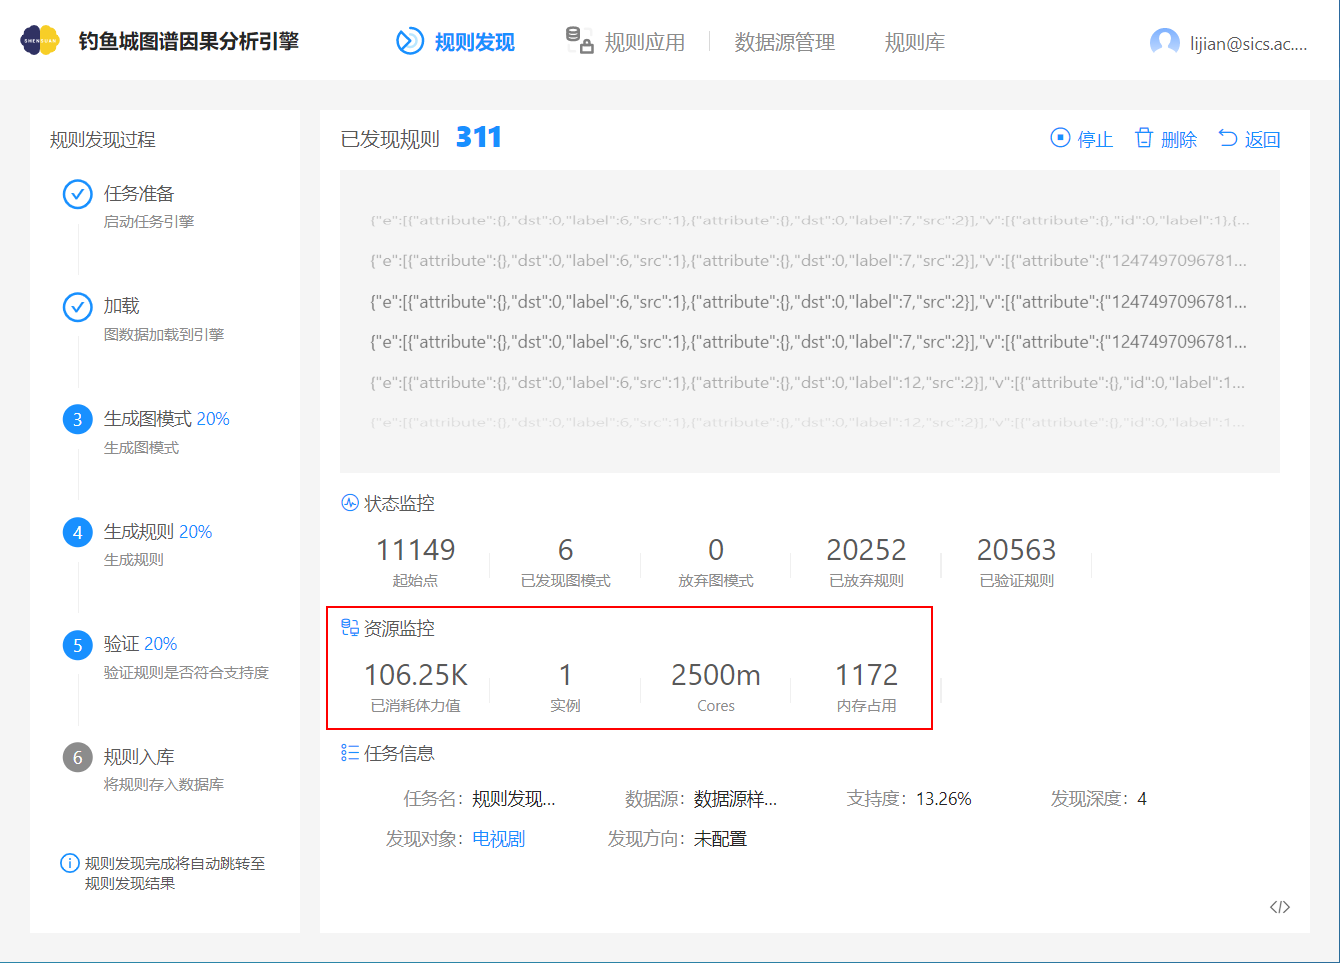 SHENDUAN
钓鱼城图谱因果分析引擎
规则发现
规则应用
数据源管理
规则库
lijian@sics.ac....
规则发现过程
任务准备
启动任务引擎
加载
图数据加载到引擎
3
生成图模式 20%
生成图模式
4
生成规则 20%
生成规则
5
验证 20%
验证规则是否符合支持度
6
规则入库
将规则存入数据库
规则发现完成将自动跳转至
规则发现结果
已发现规则 311
停止
删除
返回
{"e":[{"attribute":{},"dst":0,"label":6,"src":1},{"attribute":{},"dst":0,"label":7,"src":2}],"v":[{"attribute":{},"id":0,"label":1},{...
{"e":[{"attribute":{},"dst":0,"label":6,"src":1},{"attribute":{},"dst":0,"label":7,"src":2}],"v":[{"attribute":{"1247497096781...
{"e":[{"attribute":{},"dst":0,"label":6,"src":1},{"attribute":{},"dst":0,"label":7,"src":2}],"v":[{"attribute":{"1247497096781...
{"e":[{"attribute":{},"dst":0,"label":6,"src":1},{"attribute":{},"dst":0,"label":7,"src":2}],"v":[{"attribute":{"1247497096781...
{"e":[{"attribute":{},"dst":0,"label":6,"src":1},{"attribute":{},"dst":0,"label":12,"src":2}],"v":[{"attribute":{},"id":0,"label":1...
{"e":[{"attribute":{},"dst":0,"label":6,"src":1},{"attribute":{},"dst":0,"label":12,"src":2}],"v":[{"attribute":{},"id":0,"label":1...
状态监控
11149
起始点
6
已发现图模式
0
放弃图模式
20252
已放弃规则
20563
已验证规则
资源监控
106.25K
已消耗体力值
1
实例
2500m
Cores
1172
内存占用
任务信息
任务名: 规则发现...
数据源: 数据源样...
支持度: 13.26%
发现深度: 4
发现对象: 电视剧
发现方向: 未配置
</>